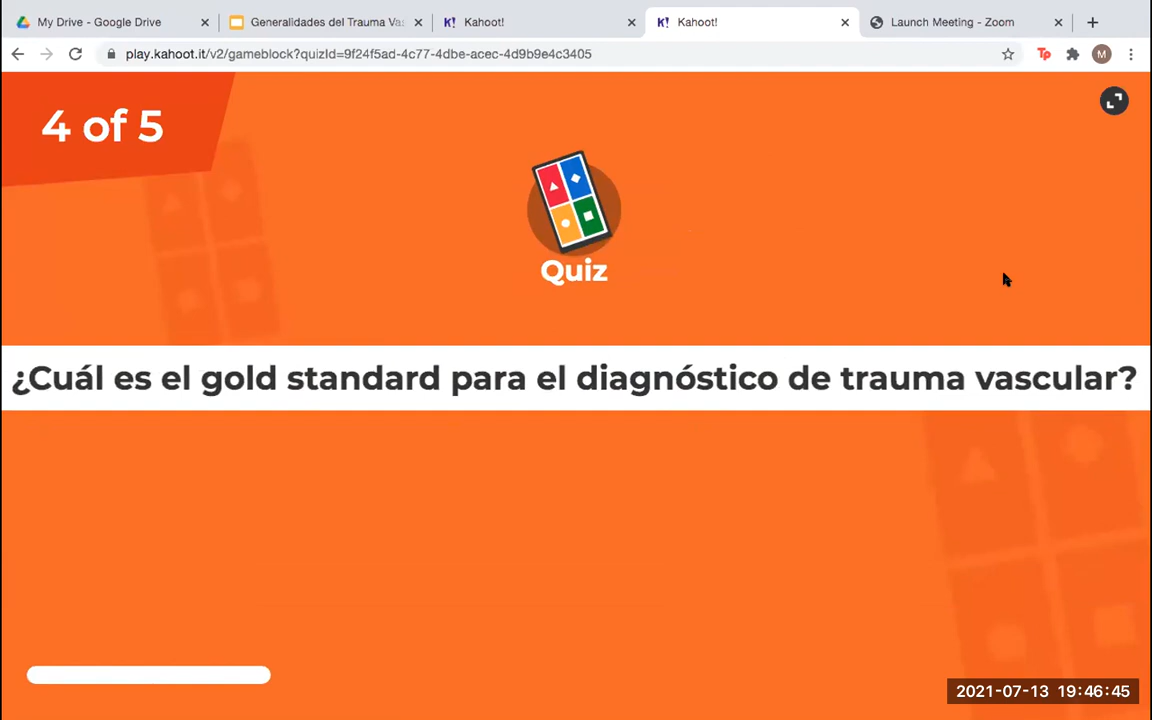 My Drive - Google Drive
Generalidades del Trauma Va
Kahoot!
Kahoot!
Launch Meeting - Zoom
play.kahoot.it/v2/gameblock?quizId=9f24f5ad-4c77-4dbe-acec-4d9b9e4c3405
Tp
M
4 of 5
Quiz
¿Cuál es el gold standard para el diagnóstico de trauma vascular?
2021-07-13 19:46:45